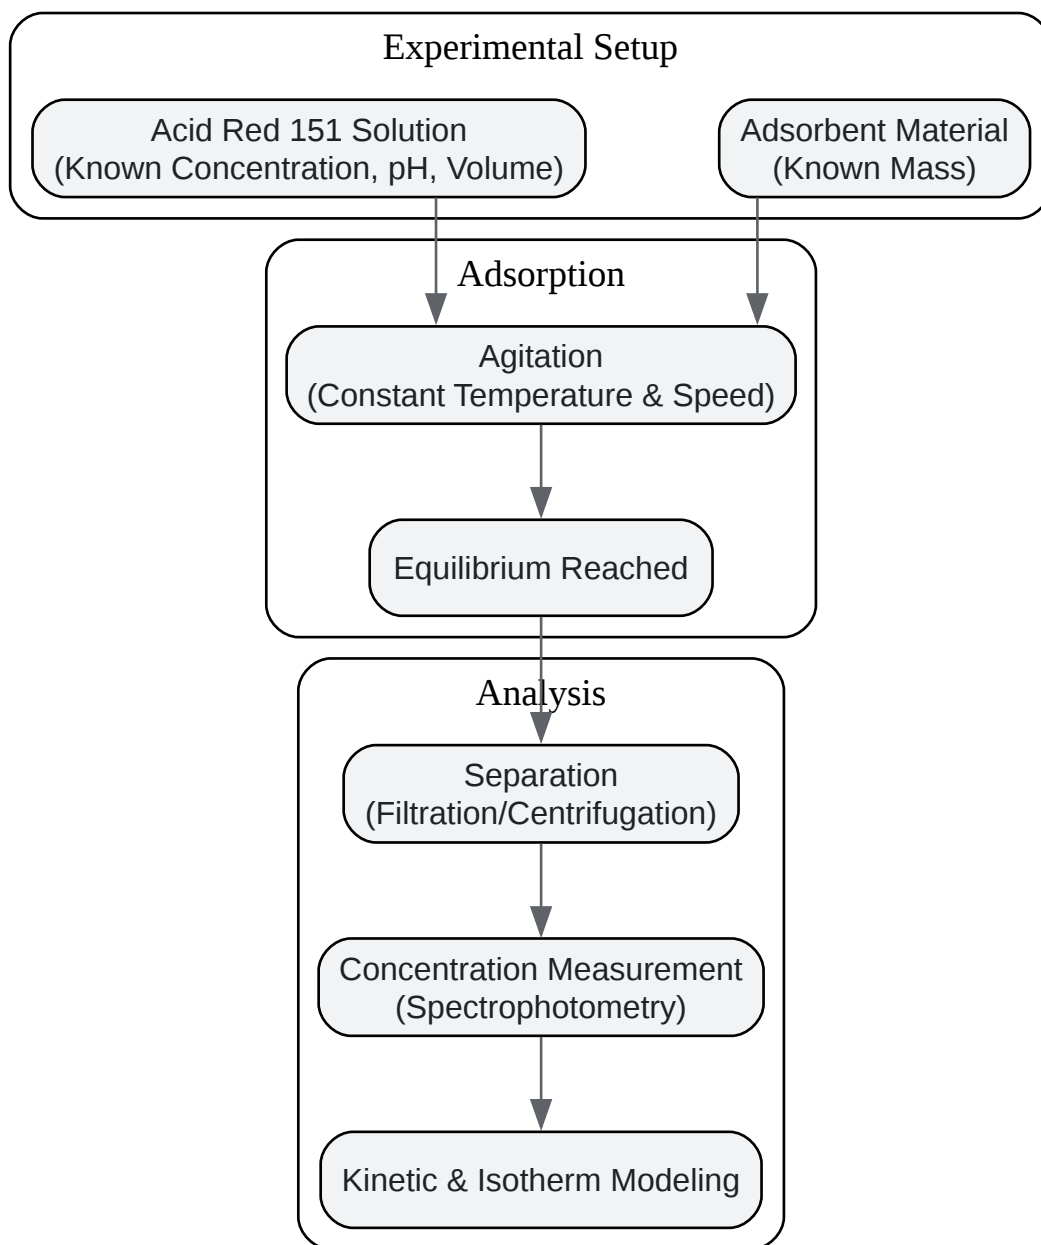 Experimental Setup
Acid Red 151 Solution
(Known Concentration, pH, Volume)
Adsorbent Material
(Known Mass)
Adsorption
Agitation
(Constant Temperature & Speed)
Equilibrium Reached
Analysis
Separation
(Filtration/Centrifugation)
Concentration Measurement
(Spectrophotometry)
Kinetic & Isotherm Modeling